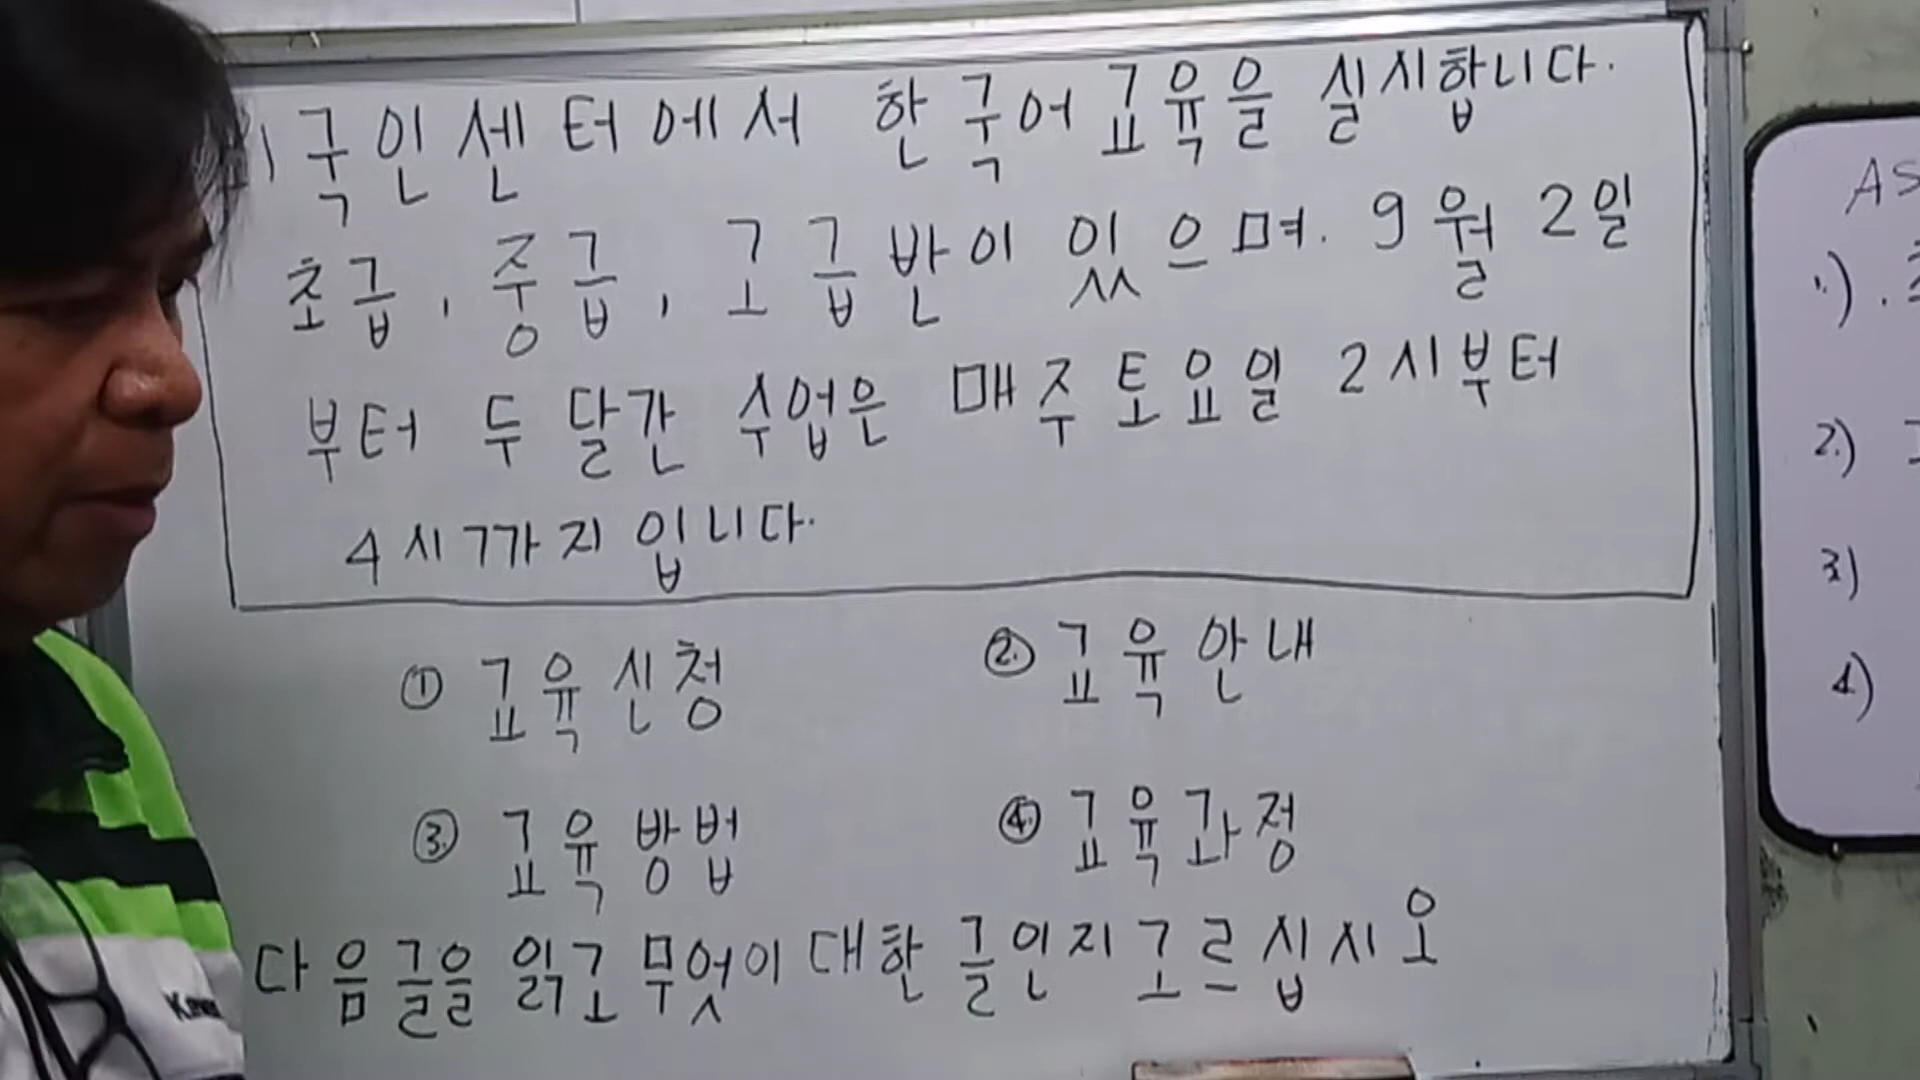 국인센터에서 한국어교육을 실시합니다.
초급, 중급, 고급반이 있으며. 9월 2일
부터 두 달간 수업은 매주 토요일 2시부터
4시까지 입니다.
① 교육신청 ②. 교육안내
③. 교육방법 ④. 교육과정
다음글을 읽고 무엇이 대한 글인지 고르십시오
1.)
2.)
3)
4)